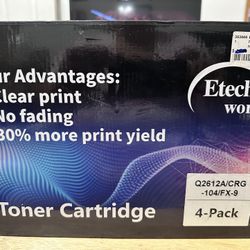 ur Advantages:
Clear print
No fading
30% more print yield
Etech
wor
Q2612A/CRG
-104/FX-9
4-Pack
Toner Cartridge